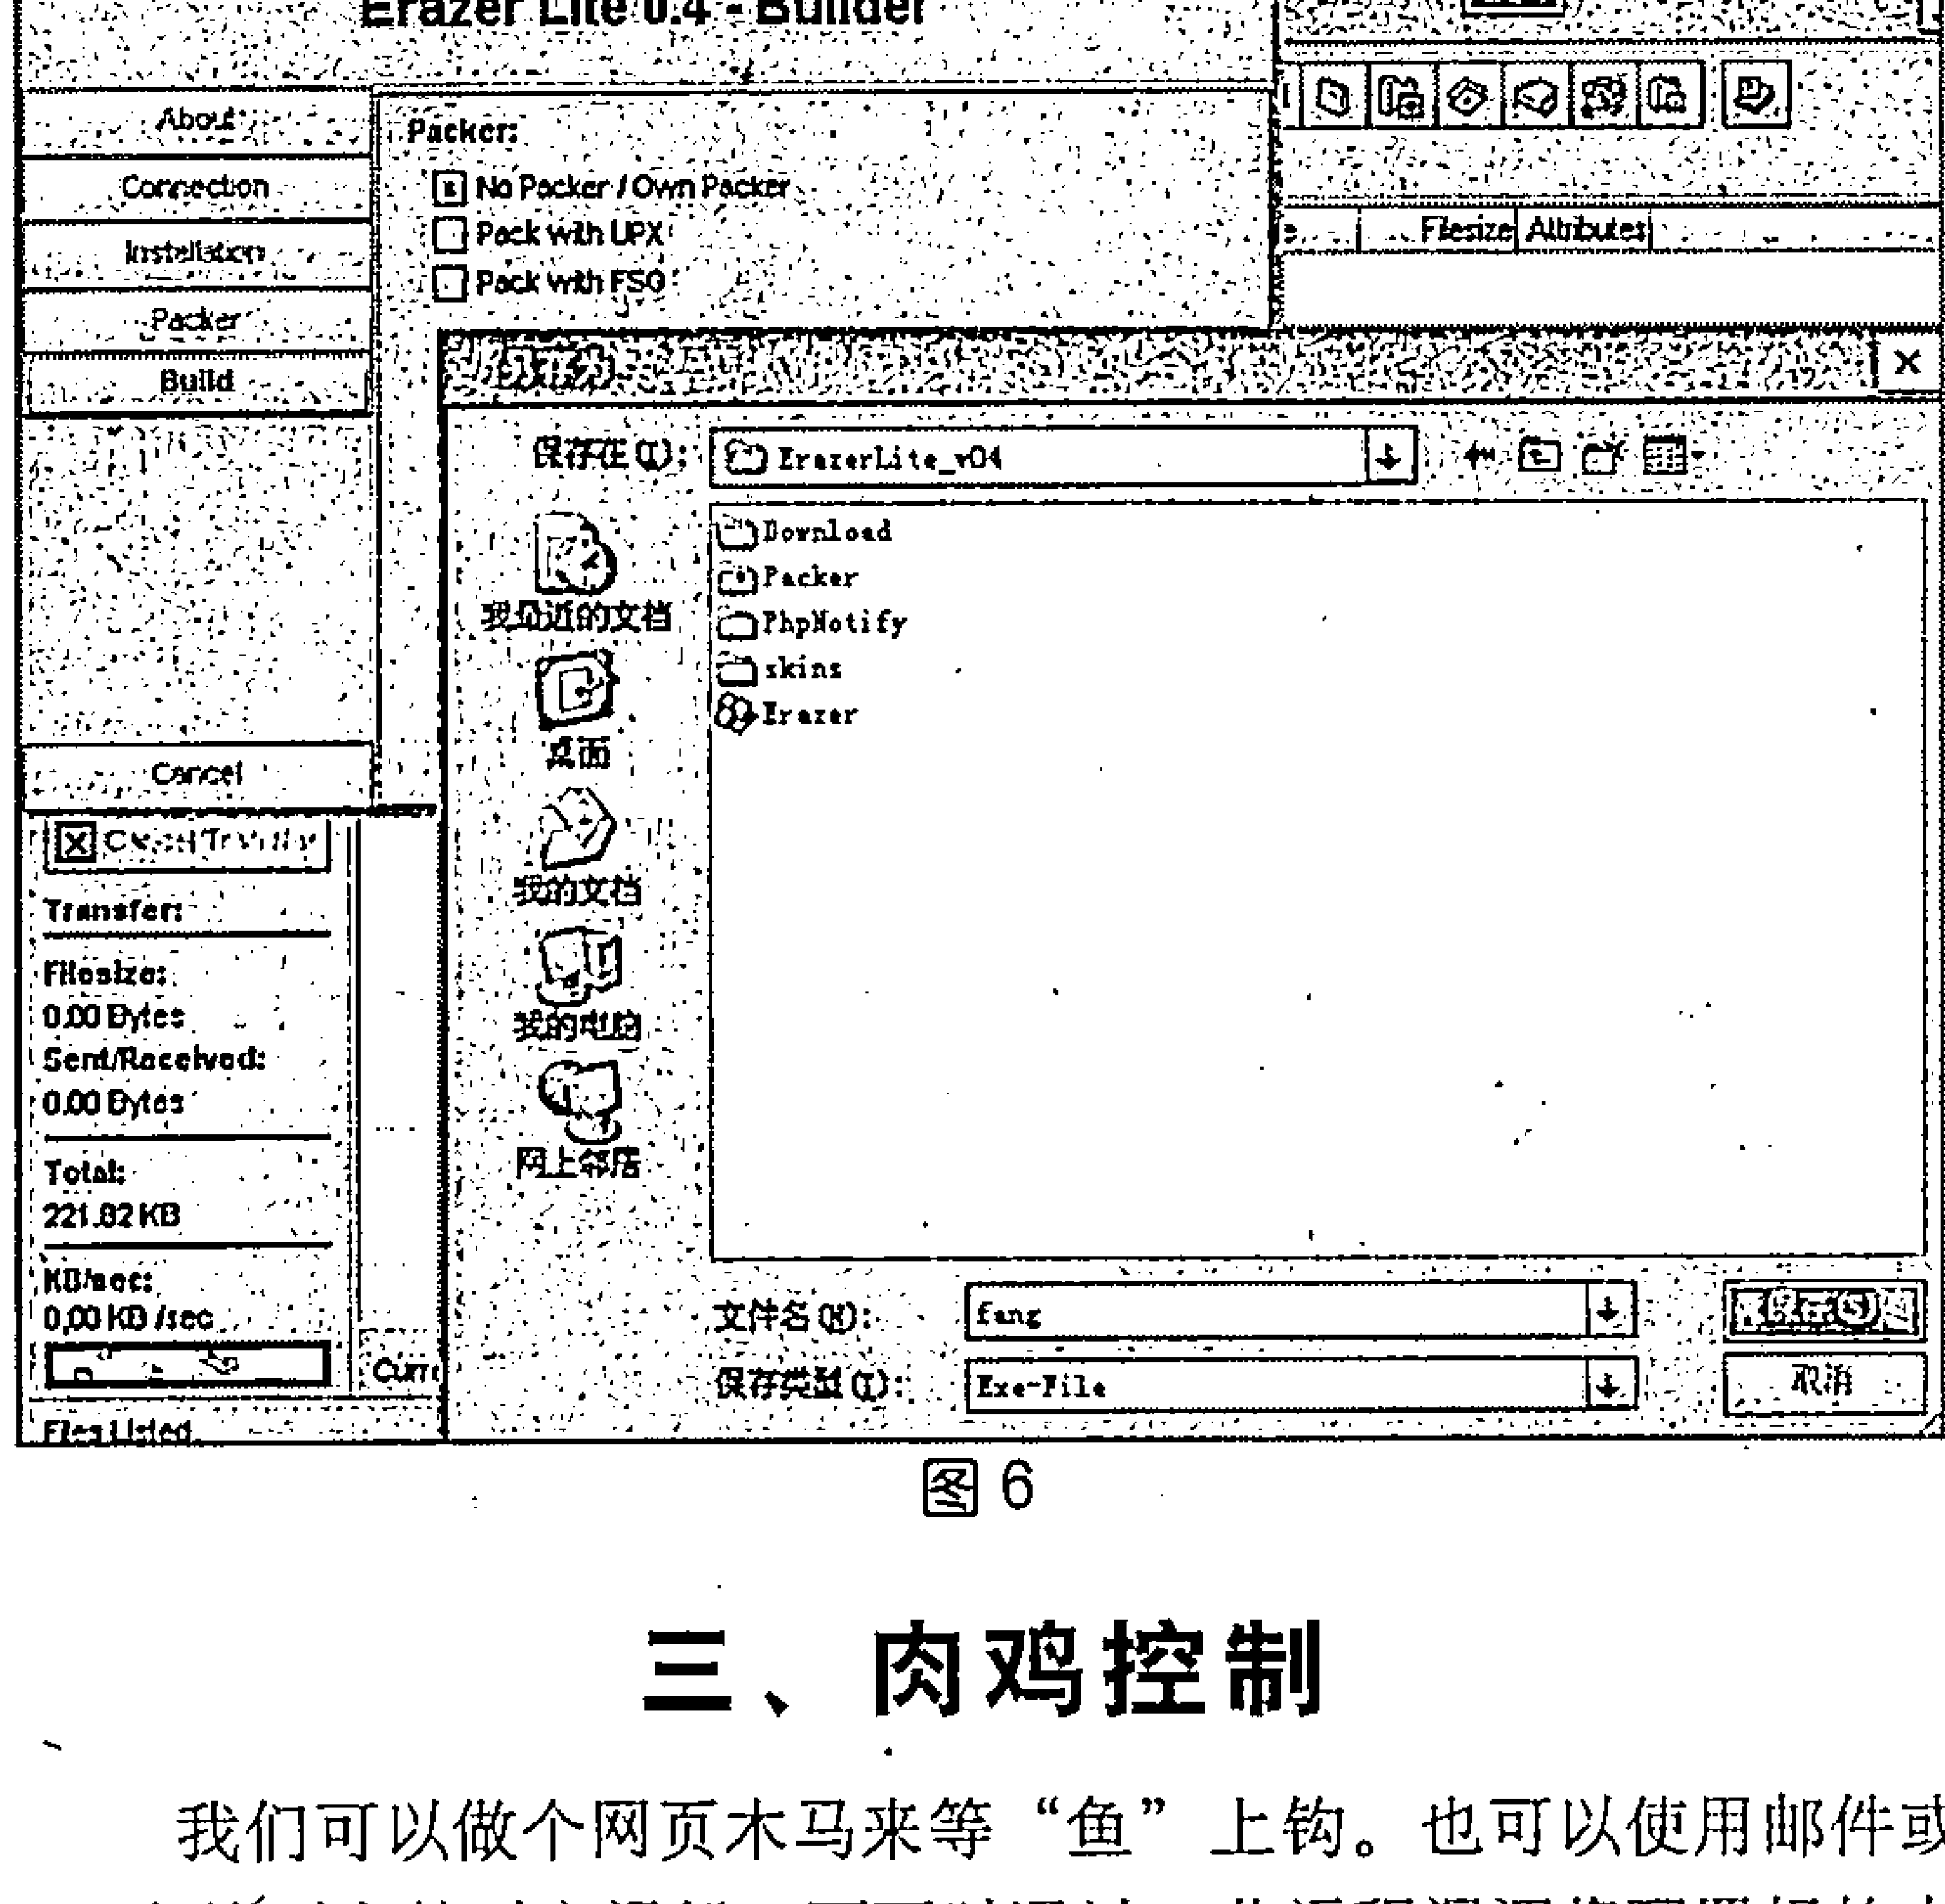 Erazer Lite 0.4 - Builder
About
Connection
Installation
Packer
Build
Cancel
Packer:
No Packer / Own Packer
Pack with UPX
Pack with FSG
Filesize Attributes
保存在(I):
ErazerLite_v04
我最近的文档
桌面
我的文档
我的电脑
网上邻居
Download
Packer
PhpNotify
skins
Erazer
Transfer:
Filesize:
0.00 Bytes
Sent/Received:
0.00 Bytes
Total:
221.82 KB
KB/sec:
0,00 KB /sec
Files Listed
文件名(N):
fang
保存(S)
保存类型(T):
Exe-File
取消
图 6
三、肉鸡控制
我们可以做个网页木马来等“鱼”上钩。也可以使用邮件或